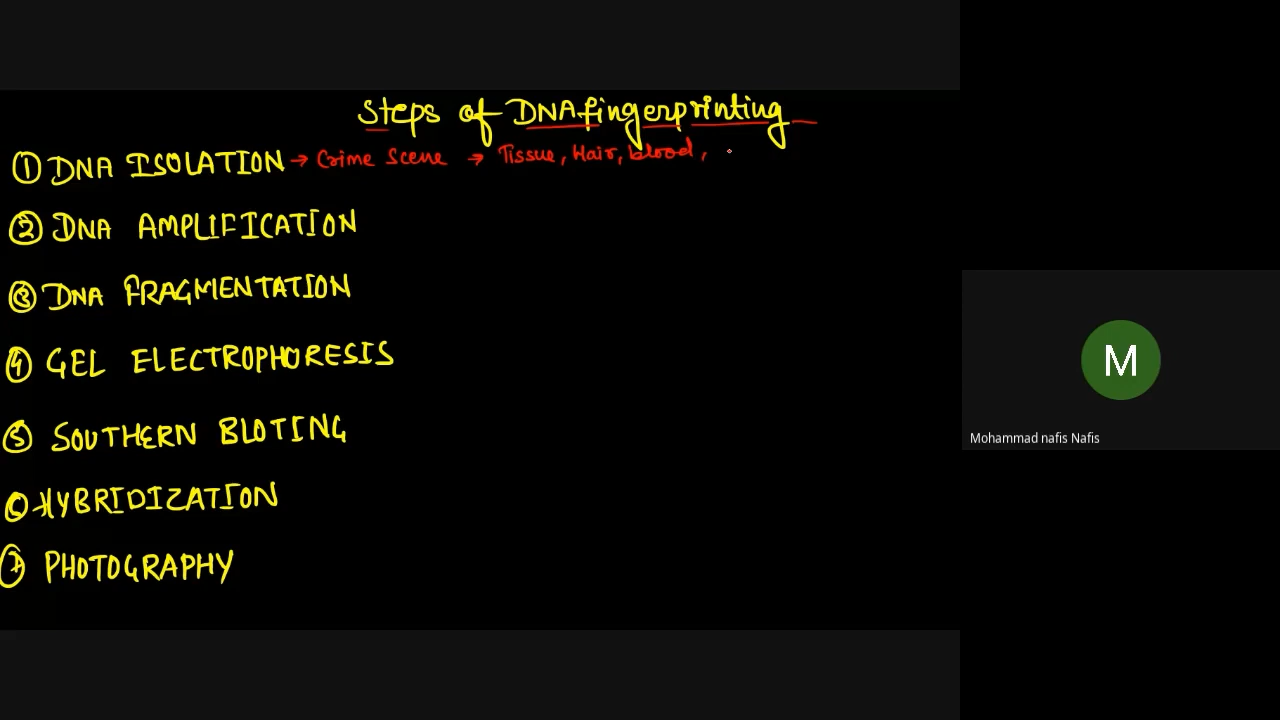 Steps of DNA fingerprinting
① DNA ISOLATION → Crime Scene → Tissue, Hair, blood,
② DNA AMPLIFICATION
③ DNA FRAGMENTATION
④ GEL ELECTROPHORESIS
⑤ SOUTHERN BLOTING
⑥ HYBRIDIZATION
⑦ PHOTOGRAPHY
M
Mohammad nafis Nafis